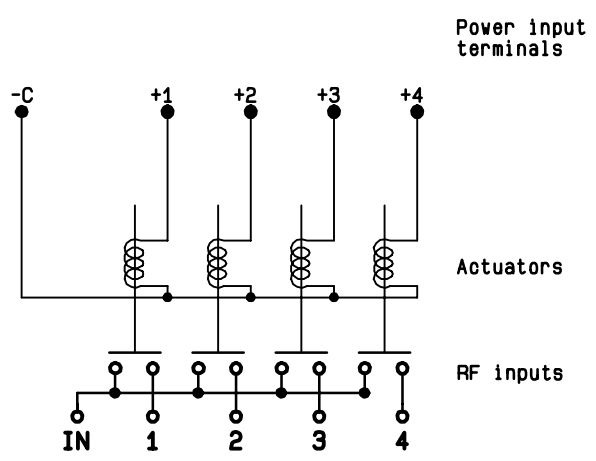 Power input
terminals
-C +1 +2 +3 +4
Actuators
RF inputs
IN 1 2 3 4